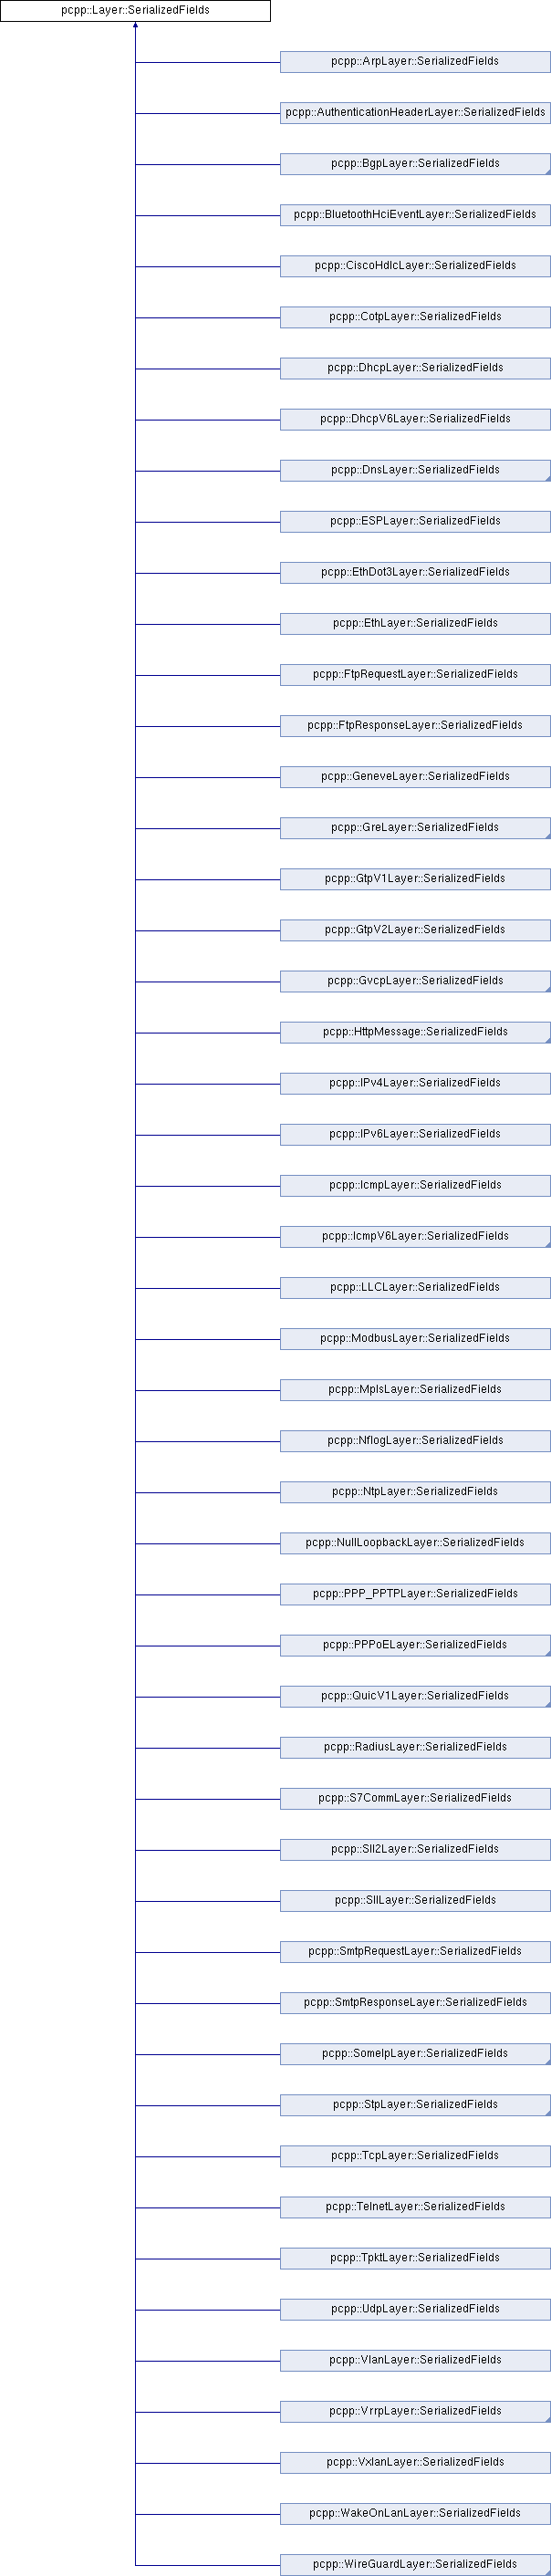 pcpp::Layer::SerializedFields
pcpp::ArpLayer::SerializedFields
pcpp::AuthenticationHeaderLayer::SerializedFields
pcpp::BgpLayer::SerializedFields
pcpp::BluetoothHciEventLayer::SerializedFields
pcpp::CiscoHdlcLayer::SerializedFields
pcpp::CotpLayer::SerializedFields
pcpp::DhcpLayer::SerializedFields
pcpp::DhcpV6Layer::SerializedFields
pcpp::DnsLayer::SerializedFields
pcpp::ESPLayer::SerializedFields
pcpp::EthDot3Layer::SerializedFields
pcpp::EthLayer::SerializedFields
pcpp::FtpRequestLayer::SerializedFields
pcpp::FtpResponseLayer::SerializedFields
pcpp::GeneveLayer::SerializedFields
pcpp::GreLayer::SerializedFields
pcpp::GtpV1Layer::SerializedFields
pcpp::GtpV2Layer::SerializedFields
pcpp::GvcpLayer::SerializedFields
pcpp::HttpMessage::SerializedFields
pcpp::IPv4Layer::SerializedFields
pcpp::IPv6Layer::SerializedFields
pcpp::IcmpLayer::SerializedFields
pcpp::IcmpV6Layer::SerializedFields
pcpp::LLCLayer::SerializedFields
pcpp::ModbusLayer::SerializedFields
pcpp::MplsLayer::SerializedFields
pcpp::NflogLayer::SerializedFields
pcpp::NtpLayer::SerializedFields
pcpp::NullLoopbackLayer::SerializedFields
pcpp::PPP_PPTPLayer::SerializedFields
pcpp::PPPoELayer::SerializedFields
pcpp::QuicV1Layer::SerializedFields
pcpp::RadiusLayer::SerializedFields
pcpp::S7CommLayer::SerializedFields
pcpp::Sll2Layer::SerializedFields
pcpp::SllLayer::SerializedFields
pcpp::SmtpRequestLayer::SerializedFields
pcpp::SmtpResponseLayer::SerializedFields
pcpp::SomeIpLayer::SerializedFields
pcpp::StpLayer::SerializedFields
pcpp::TcpLayer::SerializedFields
pcpp::TelnetLayer::SerializedFields
pcpp::TpktLayer::SerializedFields
pcpp::UdpLayer::SerializedFields
pcpp::VlanLayer::SerializedFields
pcpp::VrrpLayer::SerializedFields
pcpp::VxlanLayer::SerializedFields
pcpp::WakeOnLanLayer::SerializedFields
pcpp::WireGuardLayer::SerializedFields